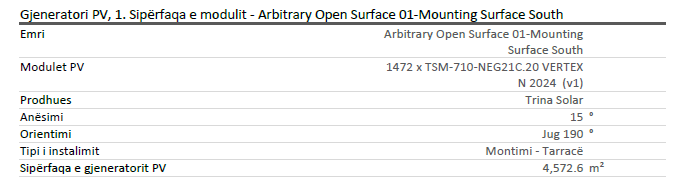 Gjeneratori PV, 1. Sipërfaqa e modulit - Arbitrary Open Surface 01-Mounting Surface South
Emri Arbitrary Open Surface 01-Mounting
Surface South
Modulet PV 1472 x TSM-710-NEG21C.20 VERTEX
N 2024 (v1)
Prodhues Trina Solar
Anësimi 15 °
Orientimi Jug 190 °
Tipi i instalimit Montimi - Tarracë
Sipërfaqa e gjeneratorit PV 4,572.6 m²